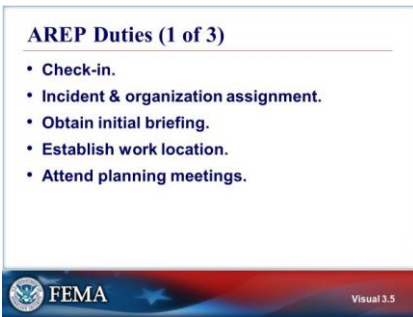 AREP Duties (1 of 3)
• Check-in.
• Incident & organization assignment.
• Obtain initial briefing.
• Establish work location.
• Attend planning meetings.
FEMA
Visual 3.5